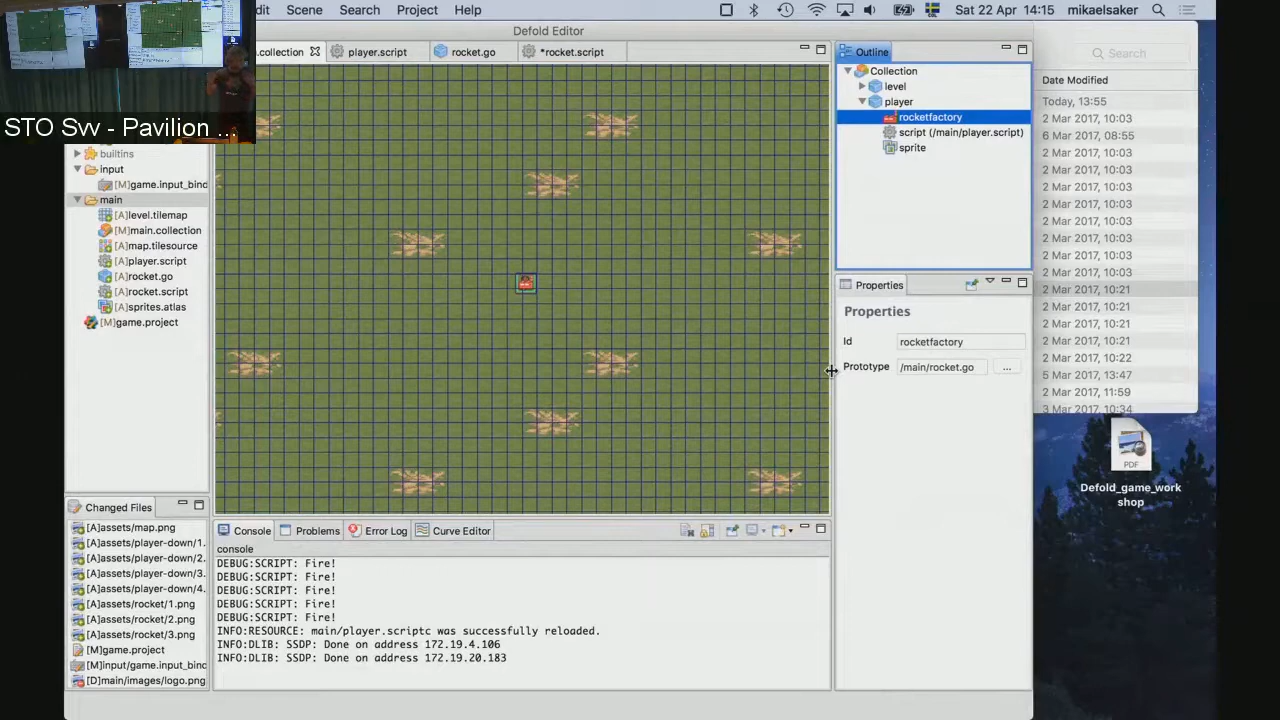 dit Scene Search Project Help Sat 22 Apr 14:15 mikaelsaker
Defold Editor
.collection player.script rocket.go *rocket.script
STO Svv - Pavilion ...
builtins
input
[M]game.input_bind
main
[A]level.tilemap
[M]main.collection
[A]map.tilesource
[A]player.script
[A]rocket.go
[A]rocket.script
[A]sprites.atlas
[M]game.project
Changed Files
[A]assets/map.png
[A]assets/player-down/1.
[A]assets/player-down/2.
[A]assets/player-down/3.
[A]assets/player-down/4.
[A]assets/rocket/1.png
[A]assets/rocket/2.png
[A]assets/rocket/3.png
[M]game.project
[M]input/game.input_bind
[D]main/images/logo.png
Console Problems Error Log Curve Editor
console
DEBUG:SCRIPT: Fire!
DEBUG:SCRIPT: Fire!
DEBUG:SCRIPT: Fire!
DEBUG:SCRIPT: Fire!
DEBUG:SCRIPT: Fire!
INFO:RESOURCE: main/player.scriptc was successfully reloaded.
INFO:DLIB: SSDP: Done on address 172.19.4.106
INFO:DLIB: SSDP: Done on address 172.19.20.183
Outline
Collection
level
player
rocketfactory
script (/main/player.script)
sprite
Properties
Properties
Id rocketfactory
Prototype /main/rocket.go ...
Search
Date Modified
Today, 13:55
2 Mar 2017, 10:03
6 Mar 2017, 08:55
2 Mar 2017, 10:03
2 Mar 2017, 10:03
2 Mar 2017, 10:03
2 Mar 2017, 10:03
2 Mar 2017, 10:03
2 Mar 2017, 10:03
2 Mar 2017, 10:03
2 Mar 2017, 10:03
2 Mar 2017, 10:21
2 Mar 2017, 10:21
2 Mar 2017, 10:21
2 Mar 2017, 10:21
2 Mar 2017, 10:22
5 Mar 2017, 13:47
2 Mar 2017, 11:59
3 Mar 2017, 10:34
PDF
Defold_game_work
shop